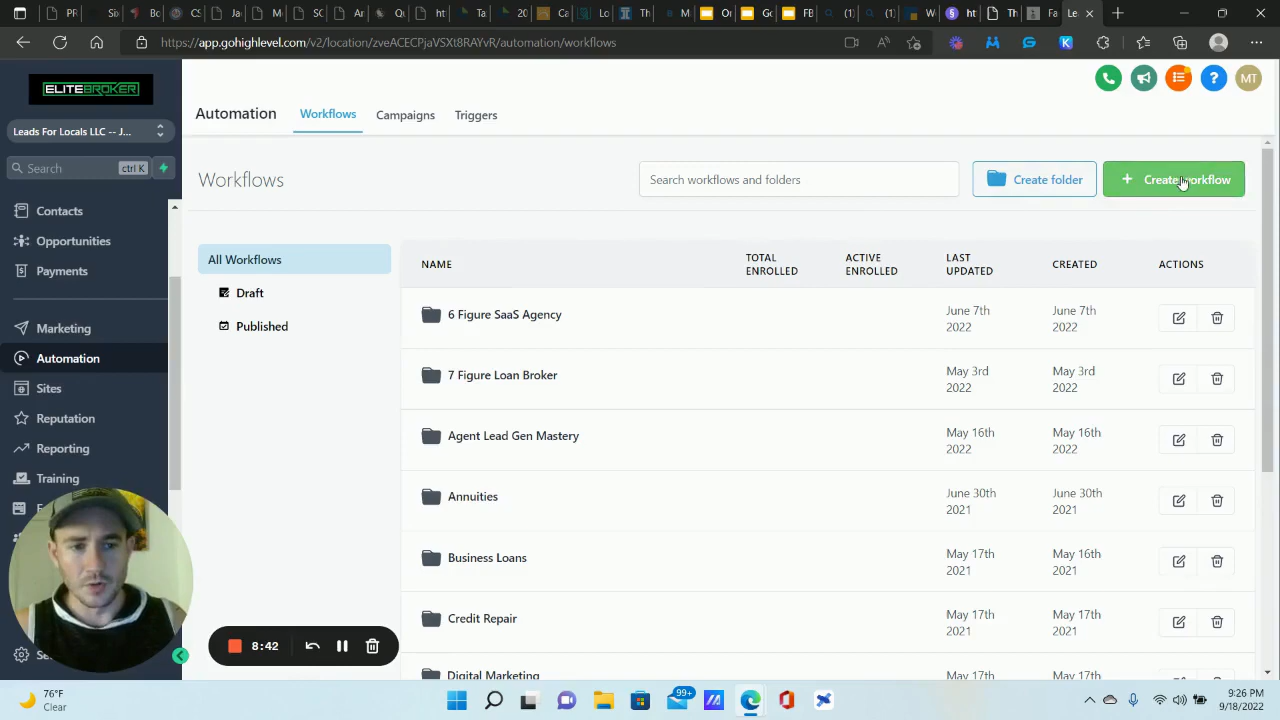 https://app.gohighlevel.com/v2/location/zveACECPjaVSXt8RAYvR/automation/workflows
ELITEBROKER
Leads For Locals LLC -- J...
Search
ctrl K
Contacts
Opportunities
Payments
Marketing
Automation
Sites
Reputation
Reporting
Training
Automation
Workflows
Campaigns
Triggers
MT
Workflows
Search workflows and folders
Create folder
+ Create workflow
All Workflows
Draft
Published
NAME
TOTAL ENROLLED
ACTIVE ENROLLED
LAST UPDATED
CREATED
ACTIONS
6 Figure SaaS Agency
June 7th 2022
June 7th 2022
7 Figure Loan Broker
May 3rd 2022
May 3rd 2022
Agent Lead Gen Mastery
May 16th 2022
May 16th 2022
Annuities
June 30th 2021
June 30th 2021
Business Loans
May 17th 2021
May 16th 2021
Credit Repair
May 17th 2021
May 17th 2021
Digital Marketing
May 17th
May 17th
8:42
76°F
Clear
99+
9:26 PM
9/18/2022